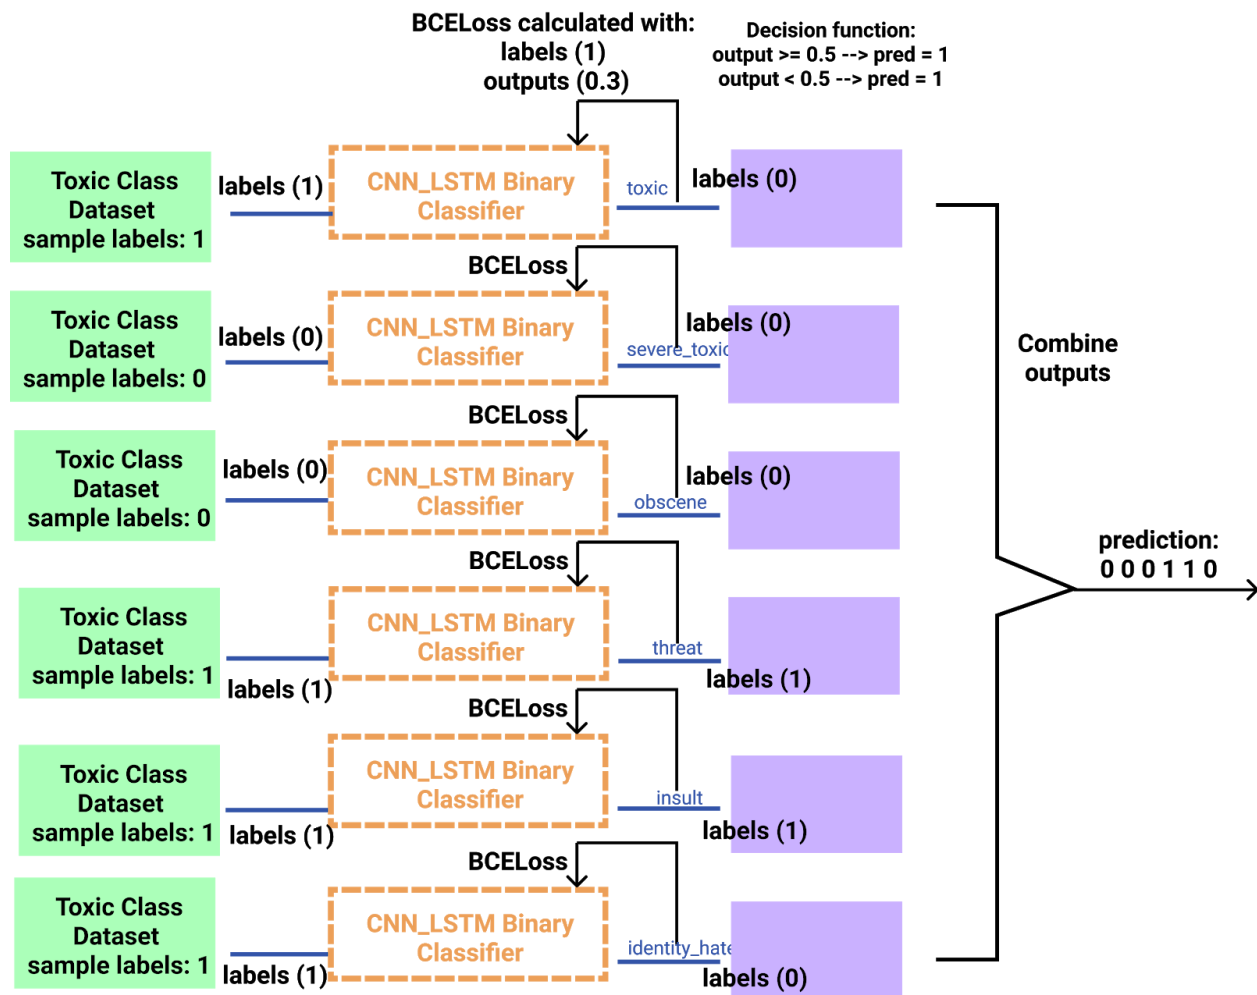 BCELoss calculated with:
labels (1)
outputs (0.3)
Decision function:
output >= 0.5 --> pred = 1
output < 0.5 --> pred = 1
Toxic Class
Dataset
sample labels: 1
labels (1)
CNN_LSTM Binary
Classifier
toxic
labels (0)
BCELoss
Toxic Class
Dataset
sample labels: 0
labels (0)
CNN_LSTM Binary
Classifier
severe_toxic
labels (0)
Combine
outputs
BCELoss
Toxic Class
Dataset
sample labels: 0
labels (0)
CNN_LSTM Binary
Classifier
obscene
labels (0)
prediction:
0 0 0 1 1 0
BCELoss
Toxic Class
Dataset
sample labels: 1
labels (1)
CNN_LSTM Binary
Classifier
threat
labels (1)
BCELoss
Toxic Class
Dataset
sample labels: 1
labels (1)
CNN_LSTM Binary
Classifier
insult
labels (1)
BCELoss
Toxic Class
Dataset
sample labels: 1
labels (1)
CNN_LSTM Binary
Classifier
identity_hate
labels (0)